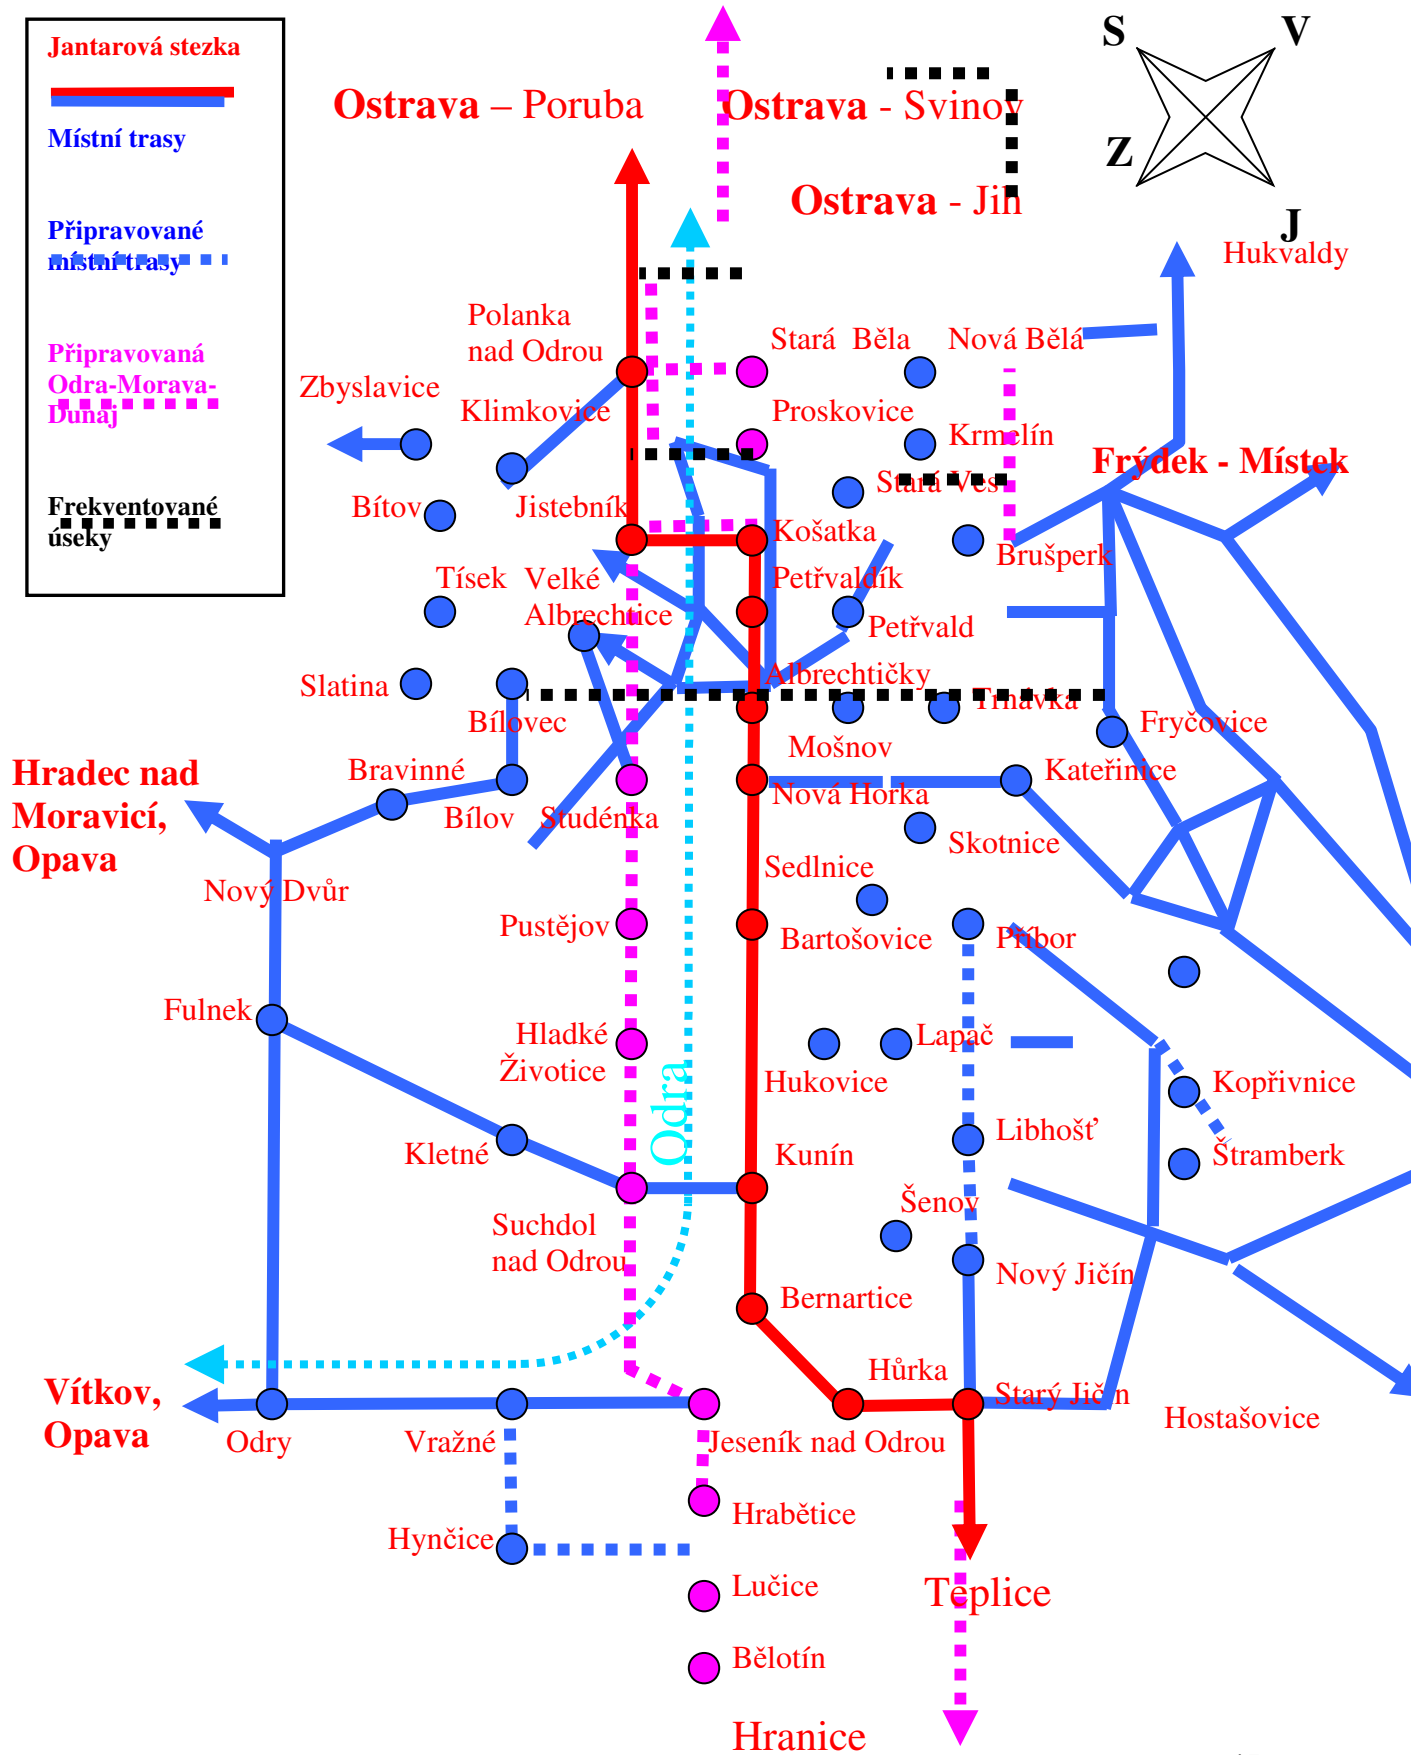 Jantarová stezka
Místní trasy
Připravované
místní trasy
Připravovaná
Odra-Morava-
Dunaj
Frekventované
úseky
Ostrava – Poruba
Ostrava - Svinov
Ostrava - Jih
S
V
Z
J
Hukvaldy
Polanka
nad Odrou
Stará Běla
Nová Bělá
Zbyslavice
Klimkovice
Proskovice
Krmelín
Frýdek - Místek
Bítov
Jistebník
Stará Ves
Košatka
Brušperk
Tísek
Velké
Albrechtice
Petřvaldík
Petřvald
Slatina
Albrechtičky
Trnávka
Bílovec
Mošnov
Fryčovice
Hradec nad
Moravicí,
Opava
Bravinné
Kateřinice
Nová Horka
Bílov
Studénka
Skotnice
Sedlnice
Nový Dvůr
Pustějov
Bartošovice
Příbor
Fulnek
Hladké
Životice
Lapač
Hukovice
Kopřivnice
Odra
Libhošť
Kletné
Kunín
Štramberk
Šenov
Suchdol
nad Odrou
Nový Jičín
Bernartice
Hůrka
Vítkov,
Opava
Starý Jičín
Hostašovice
Odry
Vražné
Jeseník nad Odrou
Hrabětice
Hynčice
Lučice
Teplice
Bělotín
Hranice